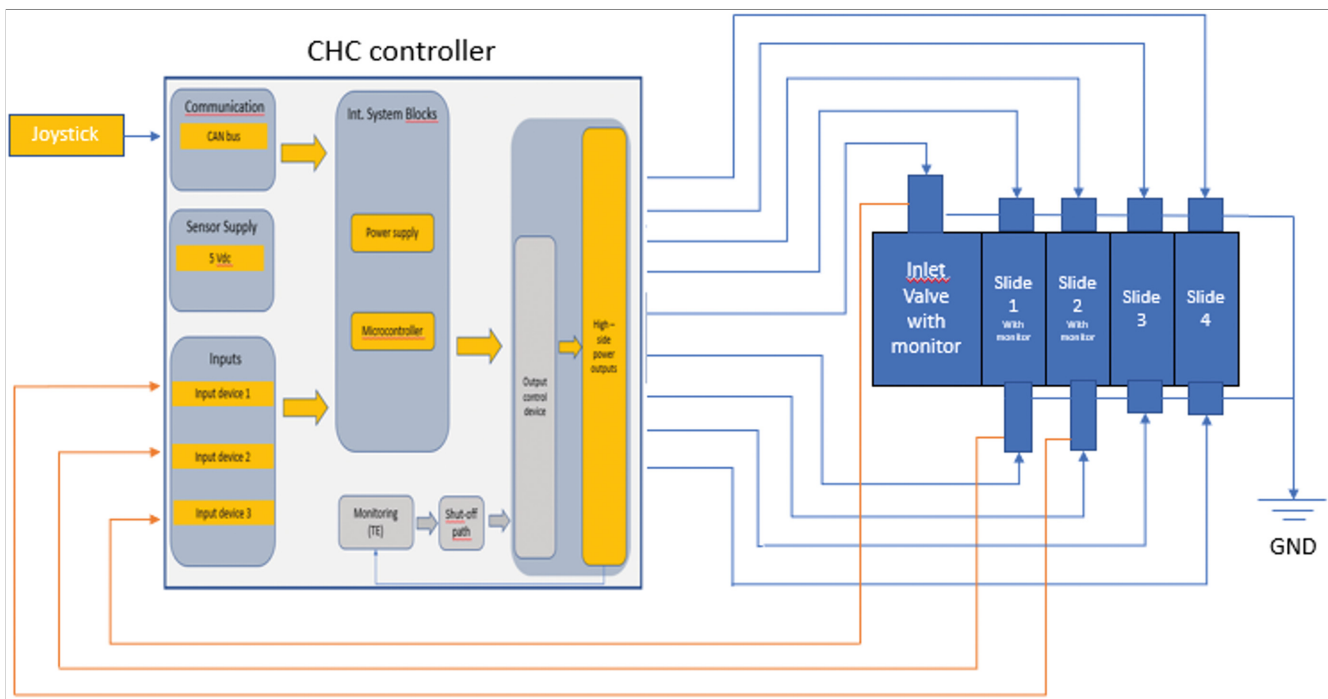 CHC controller
Joystick
Communication
CAN bus
Sensor Supply
5 Vdc
Inputs
Input device 1
Input device 2
Input device 3
Int. System Blocks
Power supply
Microcontroller
Monitoring
(TE)
Shut-off
path
Output
control
device
High –
side
power
outputs
Inlet
Valve
with
monitor
Slide
1
With
monitor
Slide
2
With
monitor
Slide
3
Slide
4
GND